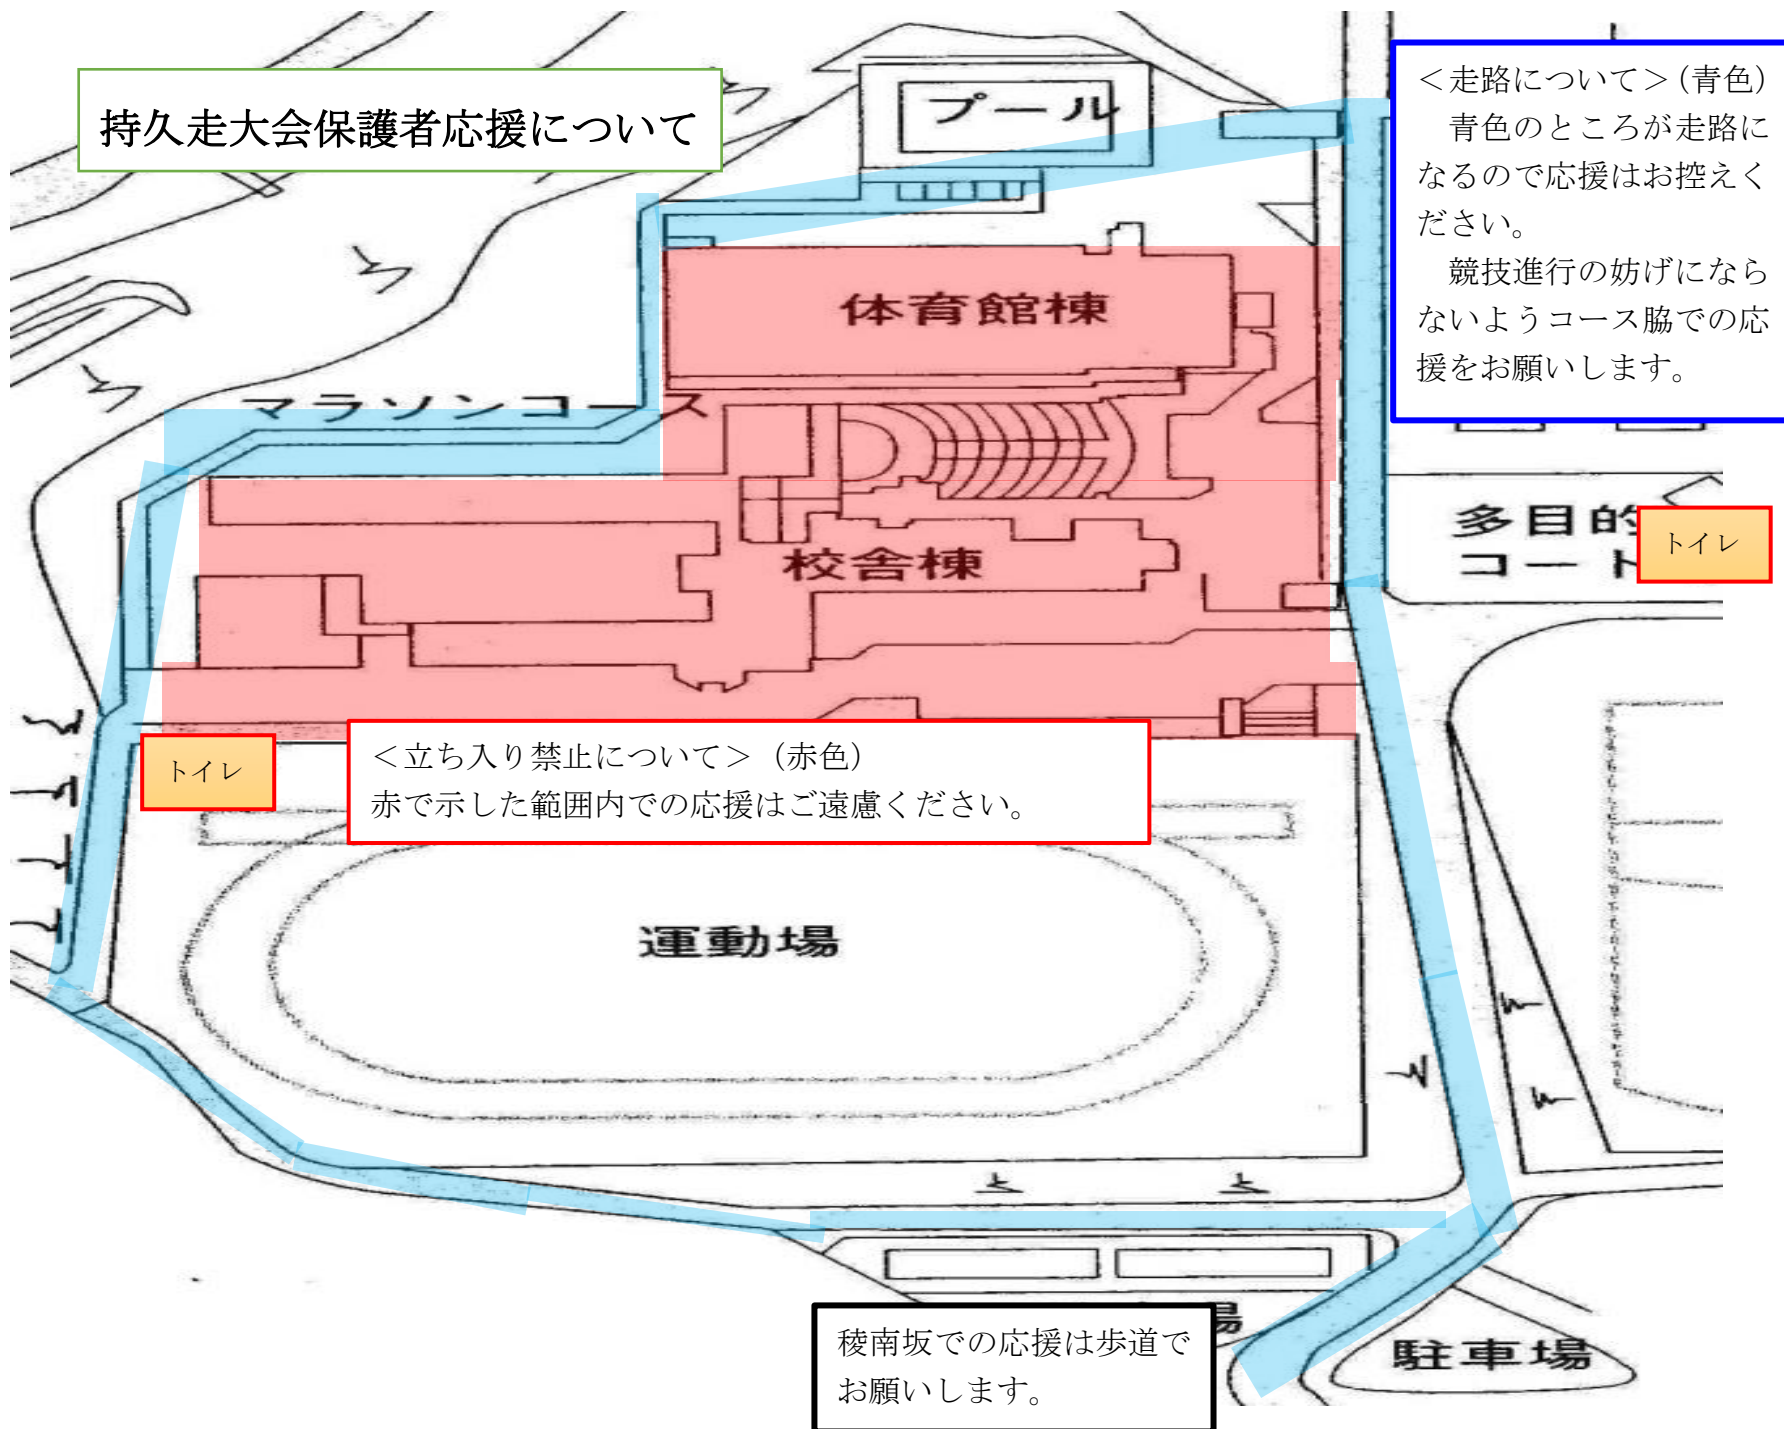 持久走大会保護者応援について
プール
<走路について>(青色)
　青色のところが走路に
なるので応援はお控えく
ださい。
　競技進行の妨げになら
ないようコース脇での応
援をお願いします。
体育館棟
マラソンコース
多目的
コート
トイレ
校舎棟
トイレ
<立ち入り禁止について>(赤色)
赤で示した範囲内での応援はご遠慮ください。
運動場
場
稜南坂での応援は歩道で
お願いします。
駐車場